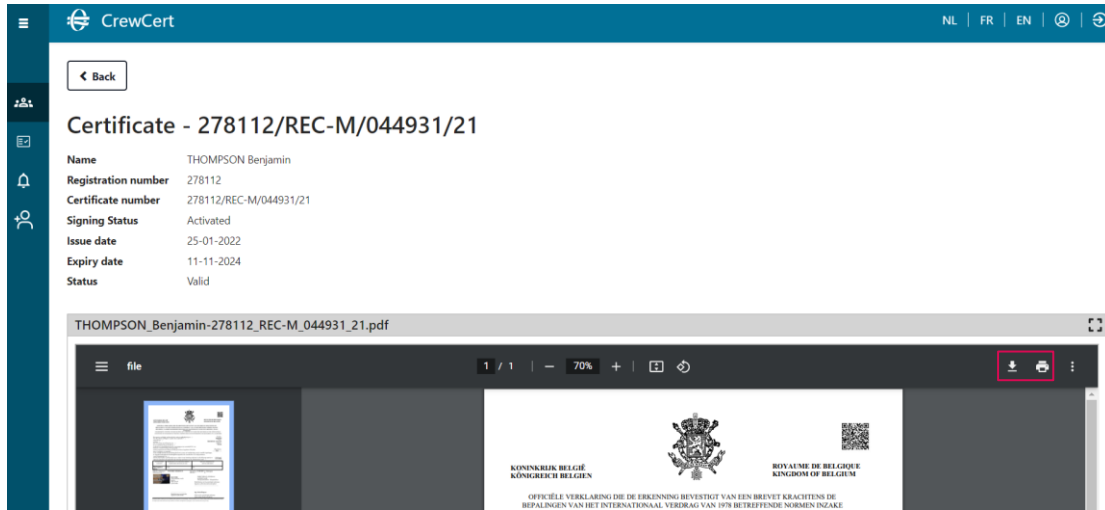 CrewCert
NL | FR | EN
Back
Certificate - 278112/REC-M/044931/21
Name THOMPSON Benjamin
Registration number 278112
Certificate number 278112/REC-M/044931/21
Signing Status Activated
Issue date 25-01-2022
Expiry date 11-11-2024
Status Valid
THOMPSON_Benjamin-278112_REC-M_044931_21.pdf
file 1 / 1 70%
KONINKRIJK BELGIË ROYAUME DE BELGIQUE
KÖNIGREICH BELGIEN KINGDOM OF BELGIUM
OFFICIËLE VERKLARING DIE DE ERKENNING BEVESTIGT VAN EEN BREVET KRACHTENS DE
BEPALINGEN VAN HET INTERNATIONAAL VERDRAG VAN 1978 BETREFFENDE NORMEN INZAKE